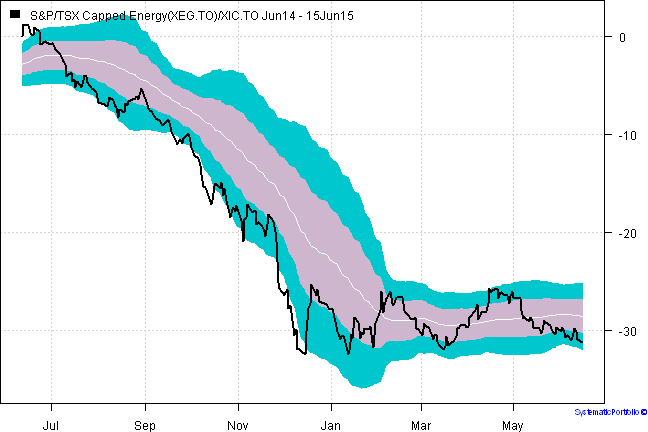 S&P/TSX Capped Energy(XEG.TO)/XIC.TO Jun14 - 15Jun15
0
-10
-20
-30
Jul Sep Nov Jan Mar May
SystematicPortfolio ©